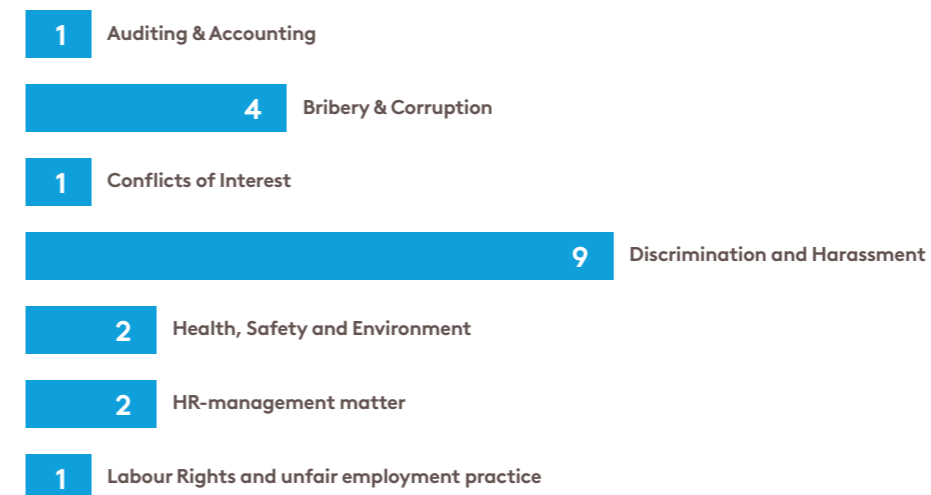 1 Auditing & Accounting
4 Bribery & Corruption
1 Conflicts of Interest
9 Discrimination and Harassment
2 Health, Safety and Environment
2 HR-management matter
1 Labour Rights and unfair employment practice